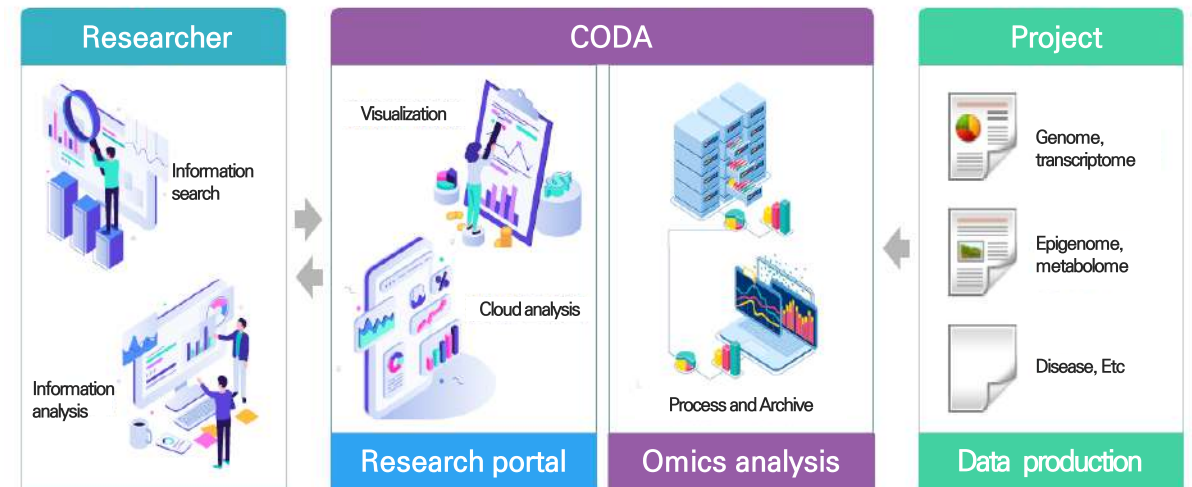 Researcher
Information
search
Information
analysis
CODA
Visualization
Cloud analysis
Research portal
Process and Archive
Omics analysis
Project
Genome,
transcriptome
Epigenome,
metabolome
Disease, Etc
Data production